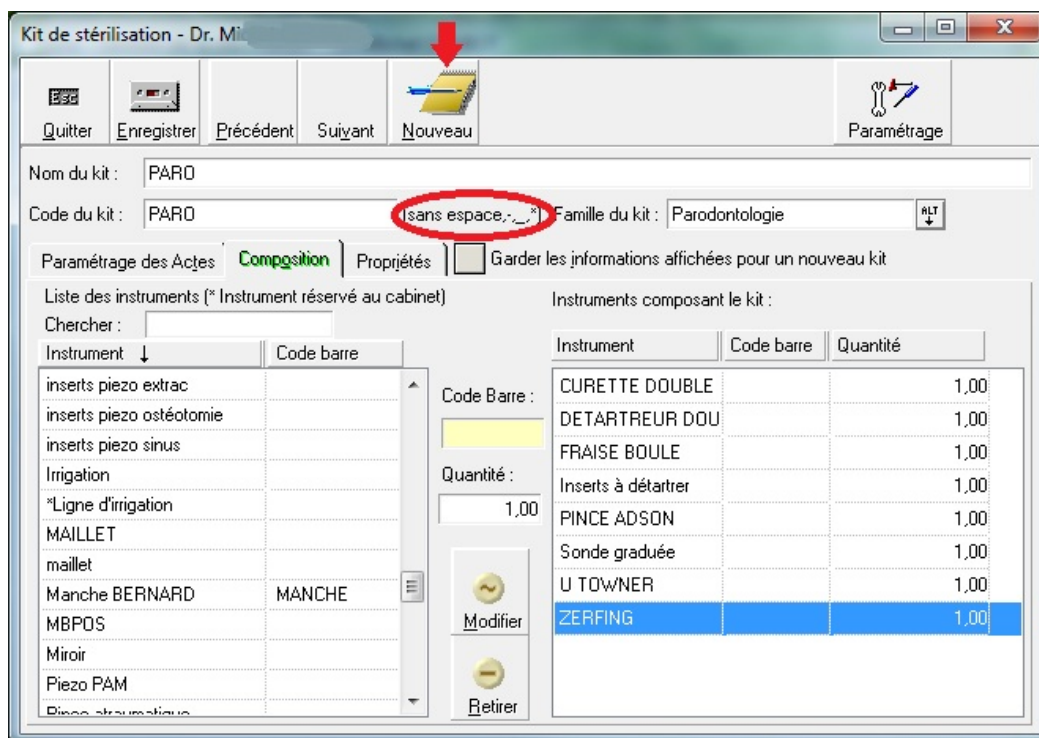 Kit de stérilisation - Dr. Mi
Esc
Quitter Enregistrer Précédent Suivant Nouveau Paramétrage
Nom du kit : PARO
Code du kit : PARO (sans espace,-,_,*) Famille du kit : Parodontologie ALT
Paramétrage des Actes Composition Propriétés Garder les informations affichées pour un nouveau kit
Liste des instruments (* Instrument réservé au cabinet) Instruments composant le kit :
Chercher :
Instrument ↓ Code barre Instrument Code barre Quantité
inserts piezo extrac
inserts piezo ostéotomie
inserts piezo sinus
Irrigation
*Ligne d'irrigation
MAILLET
maillet
Manche BERNARD MANCHE
MBPOS
Miroir
Piezo PAM
Pince atraumatique
Code Barre :
Quantité :
1,00
Modifier
Retirer
CURETTE DOUBLE 1,00
DETARTREUR DOU 1,00
FRAISE BOULE 1,00
Inserts à détartrer 1,00
PINCE ADSON 1,00
Sonde graduée 1,00
U TOWNER 1,00
ZERFING 1,00